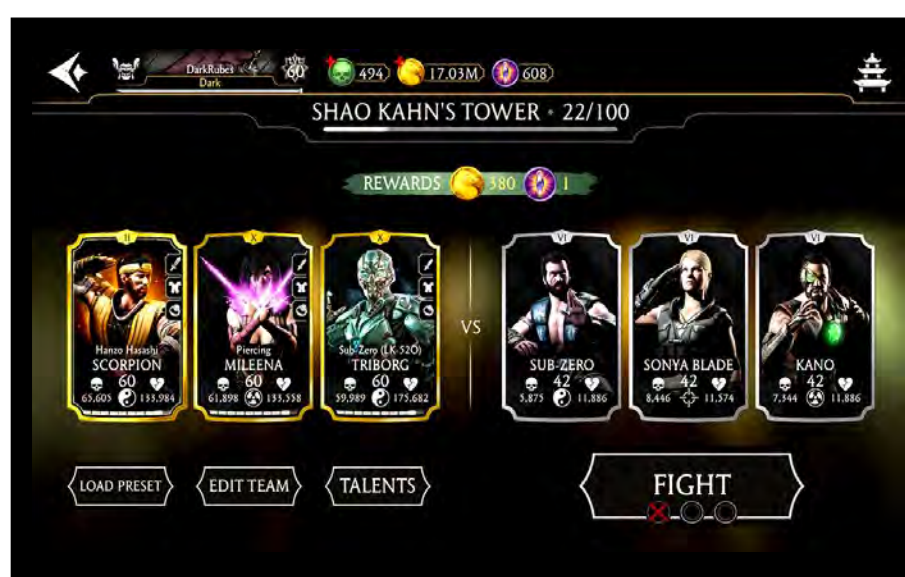 DarkRubes
Dark
60
494
17.03M
608
SHAO KAHN'S TOWER • 22/100
REWARDS 380 1
II
Hanzo Hasashi
SCORPION
60
65,605 133,984
X
Piercing
MILEENA
60
61,898 133,558
X
Sub-Zero (LK-52O)
TRIBORG
60
59,989 175,682
VS
VI
SUB-ZERO
42
5,875 11,886
VI
SONYA BLADE
42
8,446 11,574
VI
KANO
42
7,344 11,886
LOAD PRESET
EDIT TEAM
TALENTS
FIGHT